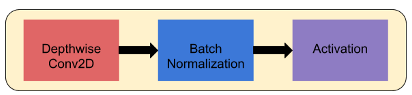 Depthwise
Conv2D
Batch
Normalization
Activation